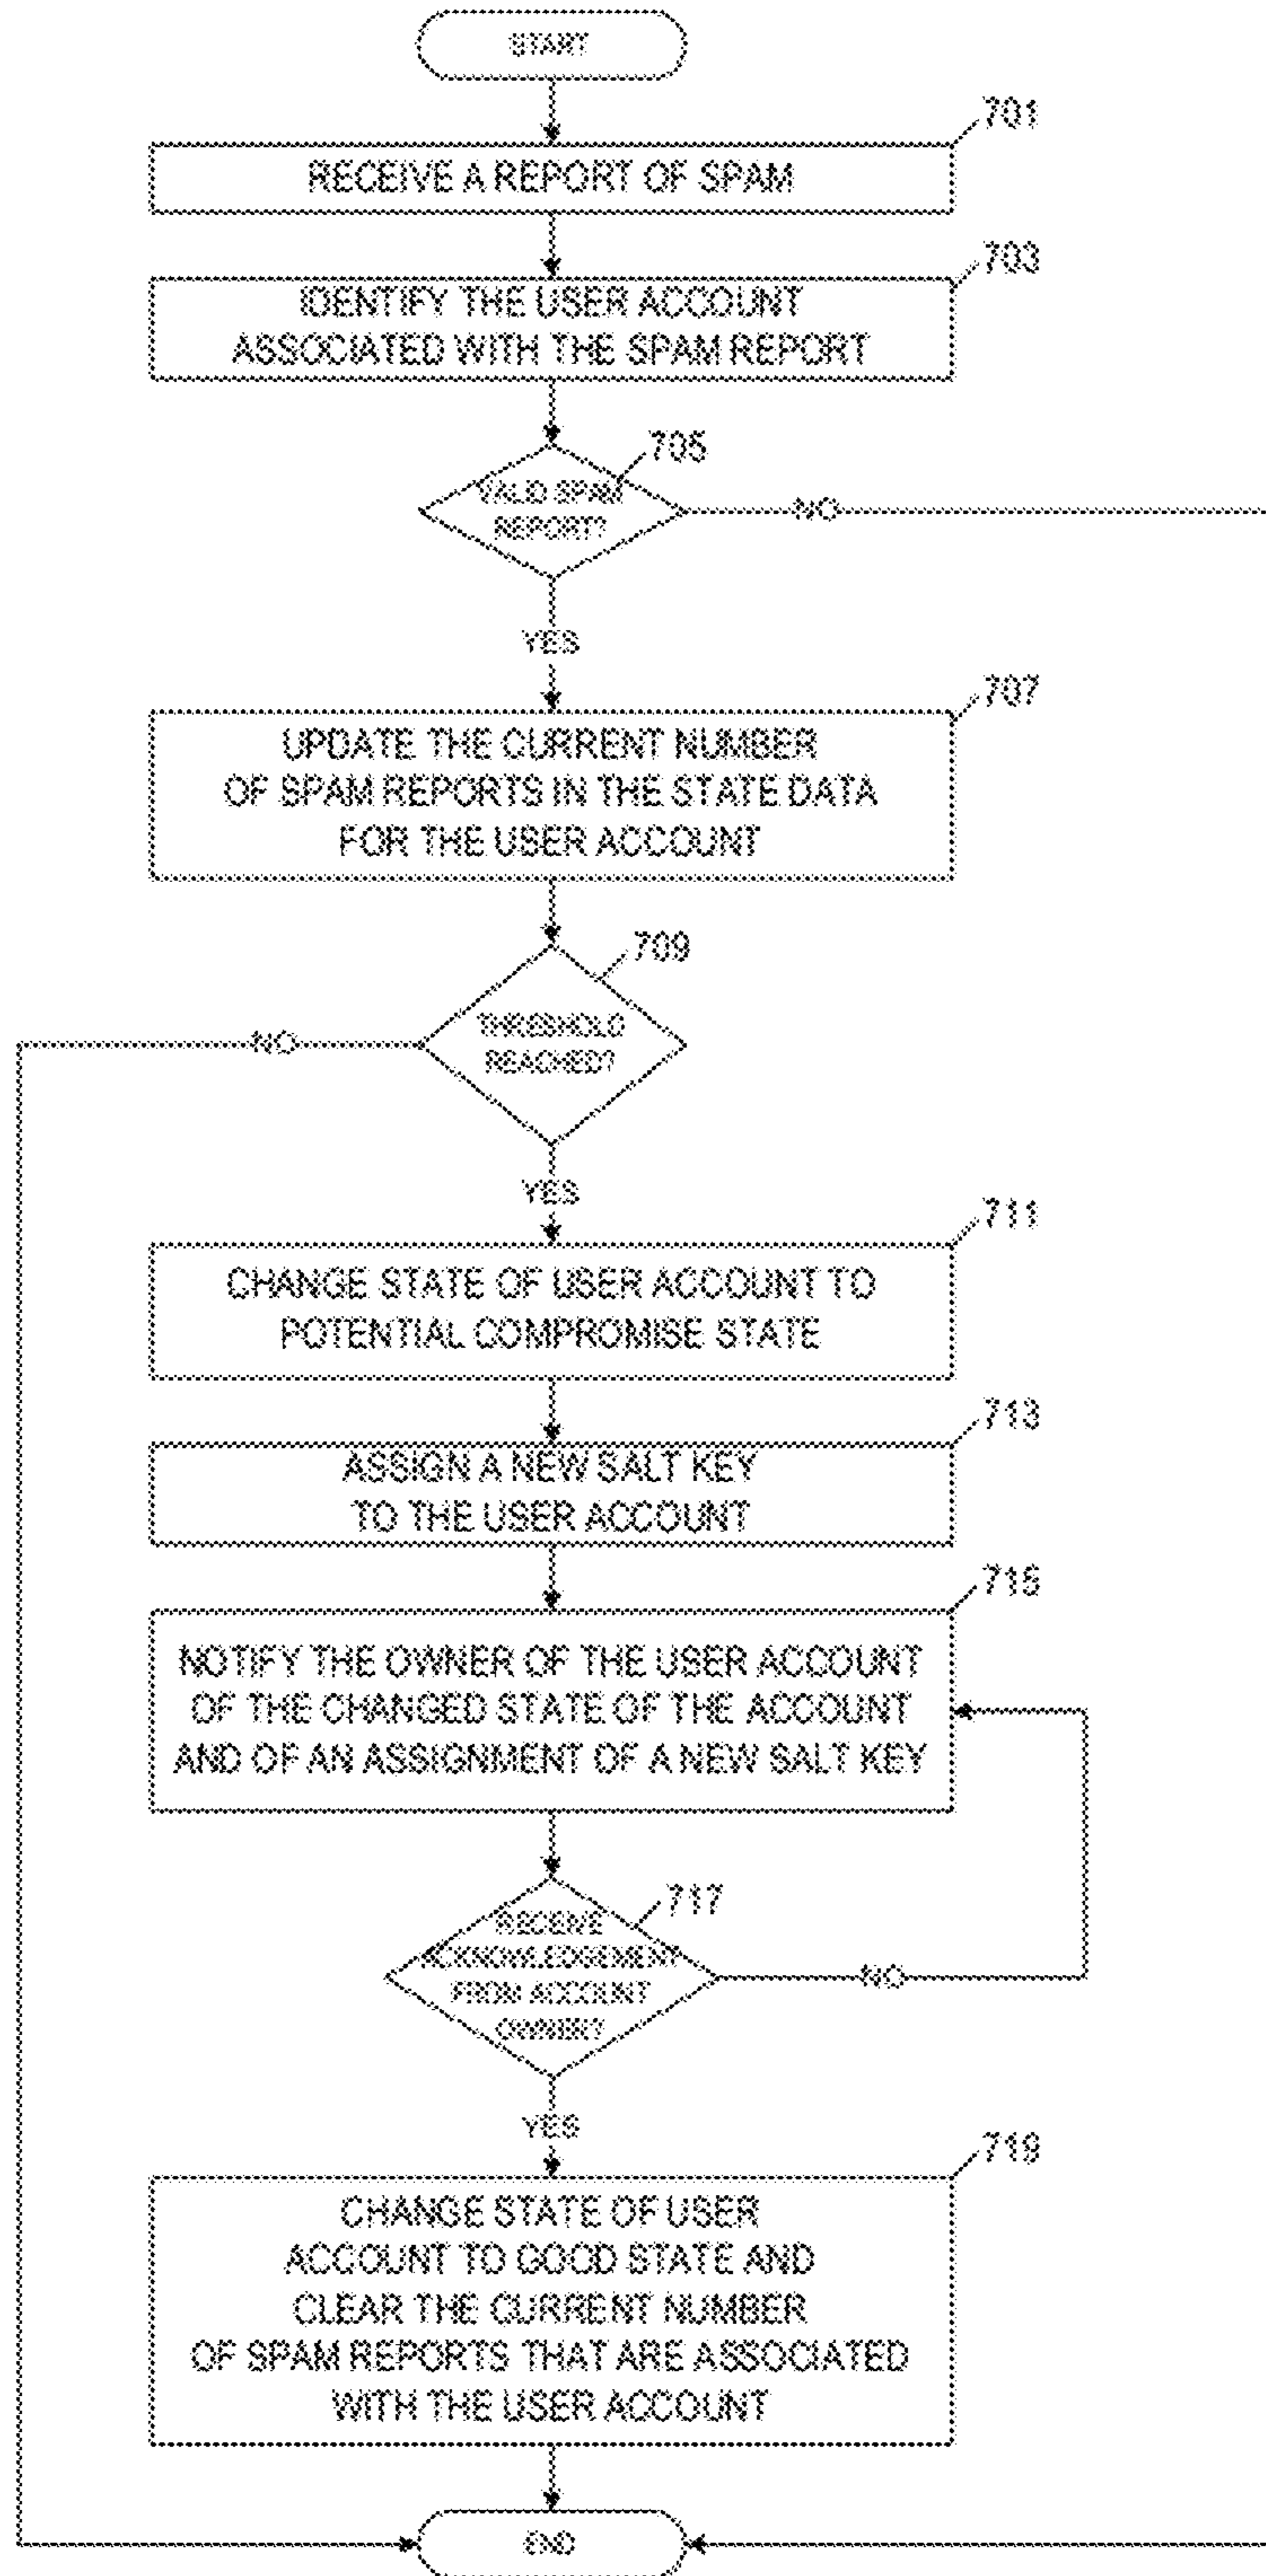 START
701
RECEIVE A REPORT OF SPAM
703
IDENTIFY THE USER ACCOUNT
ASSOCIATED WITH THE SPAM REPORT
705
VALID SPAM
REPORT?
NO
YES
707
UPDATE THE CURRENT NUMBER
OF SPAM REPORTS IN THE STATE DATA
FOR THE USER ACCOUNT
709
THRESHOLD
REACHED?
NO
YES
711
CHANGE STATE OF USER ACCOUNT TO
POTENTIAL COMPROMISE STATE
713
ASSIGN A NEW SALT KEY
TO THE USER ACCOUNT
715
NOTIFY THE OWNER OF THE USER ACCOUNT
OF THE CHANGED STATE OF THE ACCOUNT
AND OF AN ASSIGNMENT OF A NEW SALT KEY
717
RECEIVE
ACKNOWLEDGEMENT
FROM ACCOUNT
OWNER?
NO
YES
719
CHANGE STATE OF USER
ACCOUNT TO GOOD STATE AND
CLEAR THE CURRENT NUMBER
OF SPAM REPORTS THAT ARE ASSOCIATED
WITH THE USER ACCOUNT
END